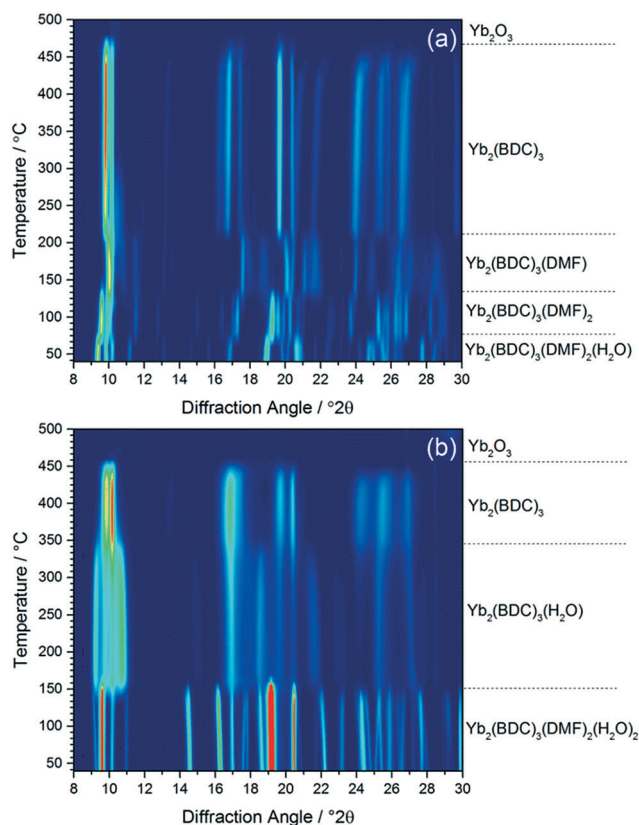 (a)
500
450
400
350
300
250
200
150
100
50
Temperature / °C
8 10 12 14 16 18 20 22 24 26 28 30
Diffraction Angle / °2θ
Yb₂O₃
Yb₂(BDC)₃
Yb₂(BDC)₃(DMF)
Yb₂(BDC)₃(DMF)₂
Yb₂(BDC)₃(DMF)₂(H₂O)
(b)
500
450
400
350
300
250
200
150
100
50
Temperature / °C
8 10 12 14 16 18 20 22 24 26 28 30
Diffraction Angle / °2θ
Yb₂O₃
Yb₂(BDC)₃
Yb₂(BDC)₃(H₂O)
Yb₂(BDC)₃(DMF)₂(H₂O)₂